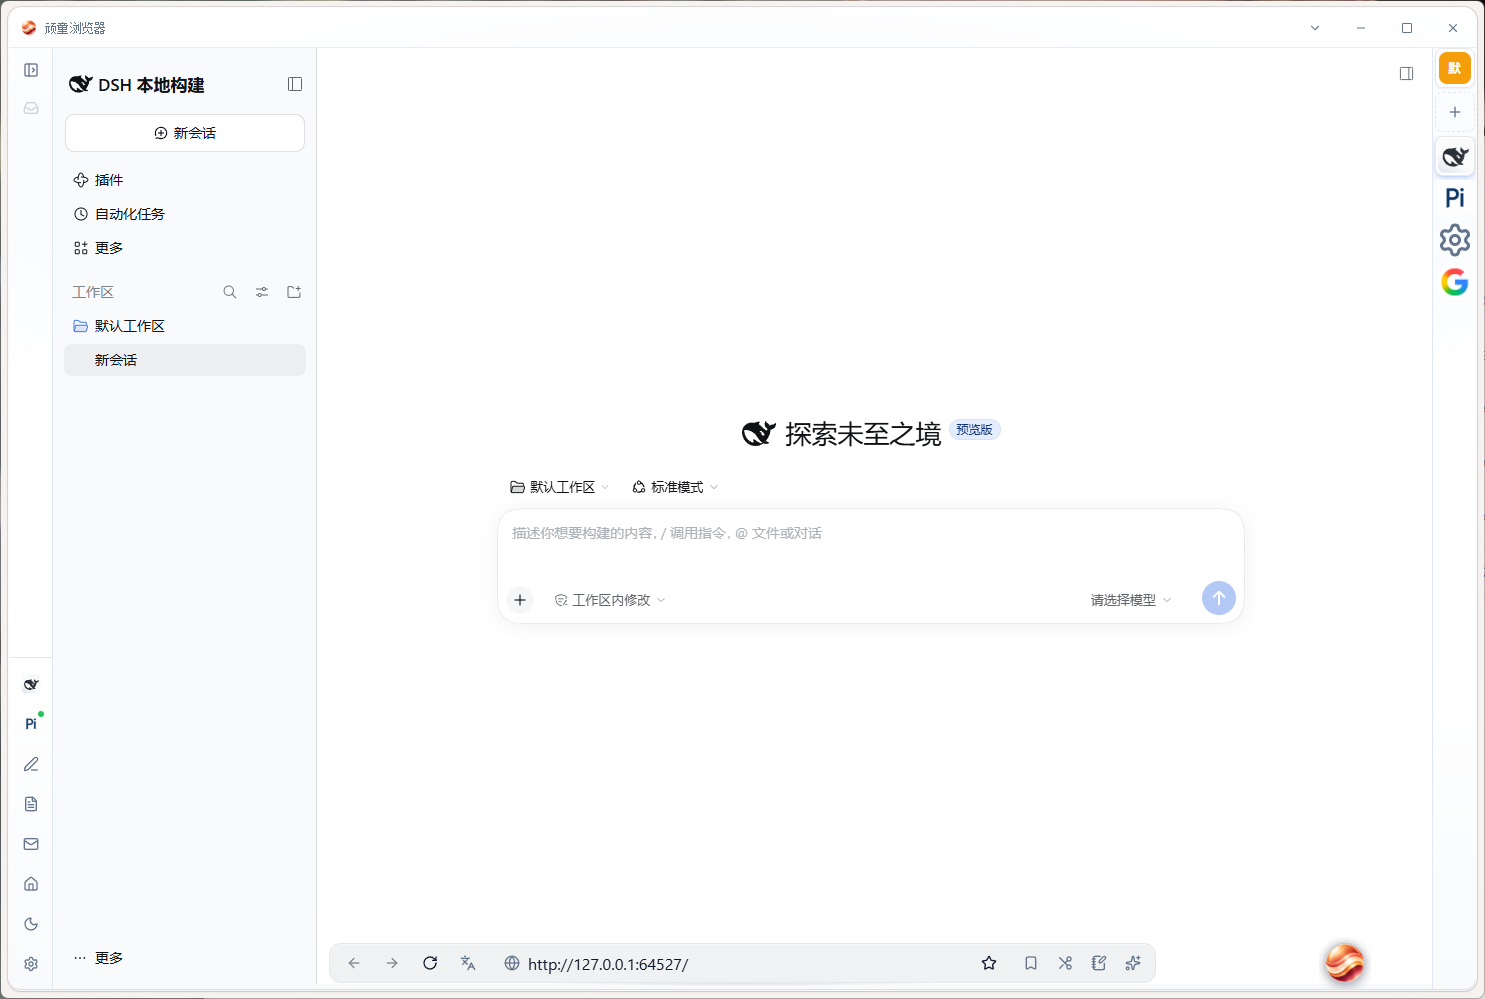 顽童浏览器
DSH 本地构建
新会话
插件
自动化任务
更多
工作区
默认工作区
新会话
更多
探索未至之境 预览版
默认工作区 标准模式
描述你想要构建的内容, / 调用指令, @ 文件或对话
工作区内修改 请选择模型
http://127.0.0.1:64527/
默
Pi
Pi